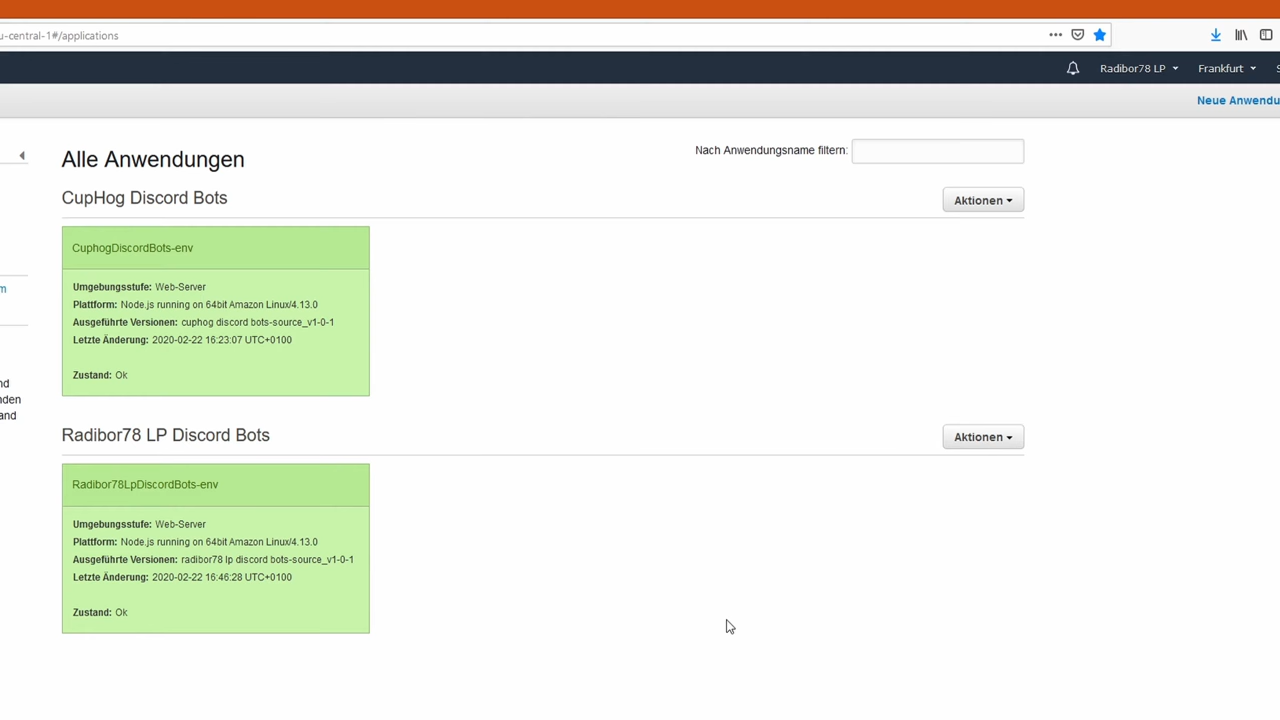 u-central-1#/applications
Radibor78 LP
Frankfurt
S
Neue Anwendu
Alle Anwendungen
Nach Anwendungsname filtern:
CupHog Discord Bots
Aktionen
CuphogDiscordBots-env
Umgebungsstufe: Web-Server
Plattform: Node.js running on 64bit Amazon Linux/4.13.0
Ausgeführte Versionen: cuphog discord bots-source_v1-0-1
Letzte Änderung: 2020-02-22 16:23:07 UTC+0100
Zustand: Ok
m
nd
nden
and
Radibor78 LP Discord Bots
Aktionen
Radibor78LpDiscordBots-env
Umgebungsstufe: Web-Server
Plattform: Node.js running on 64bit Amazon Linux/4.13.0
Ausgeführte Versionen: radibor78 lp discord bots-source_v1-0-1
Letzte Änderung: 2020-02-22 16:46:28 UTC+0100
Zustand: Ok